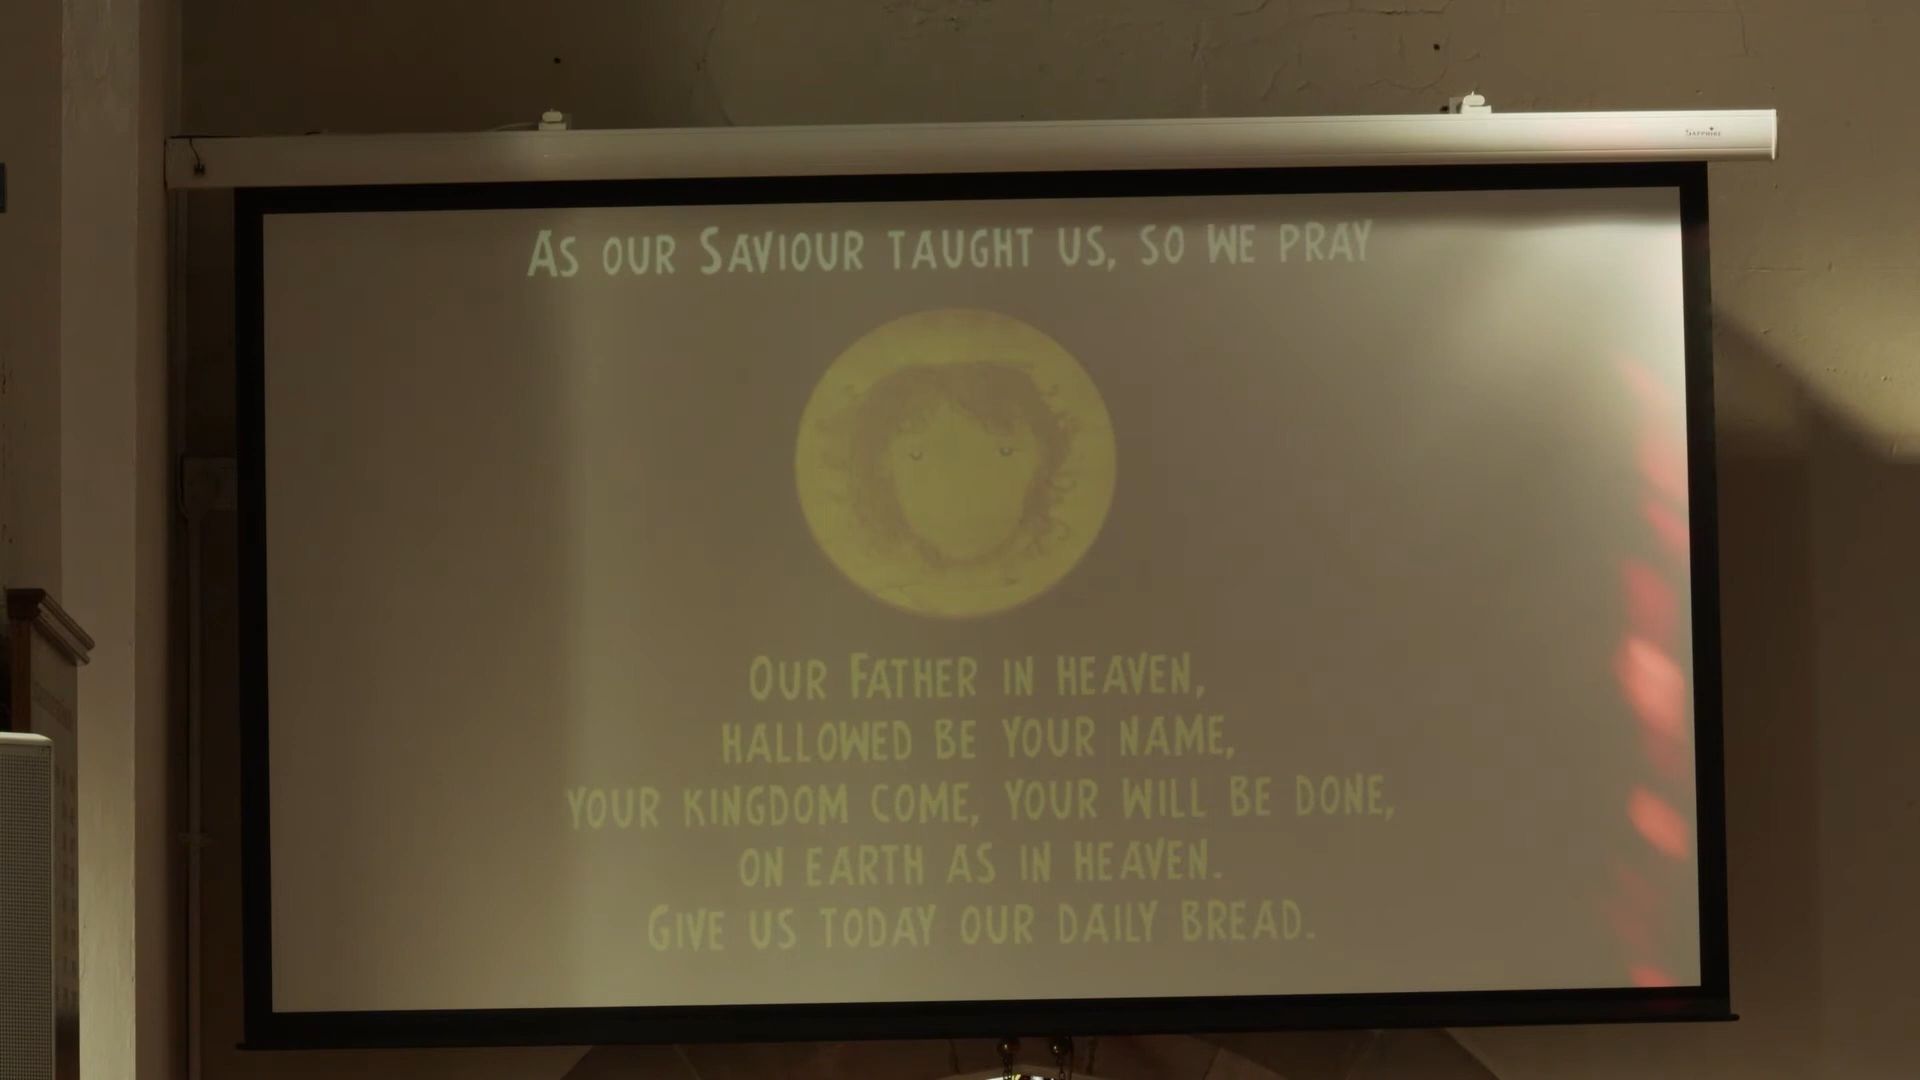 Sapphire
As our Saviour taught us, so we pray
Our Father in heaven,
hallowed be your name,
your kingdom come, your will be done,
on earth as in heaven.
Give us today our daily bread.